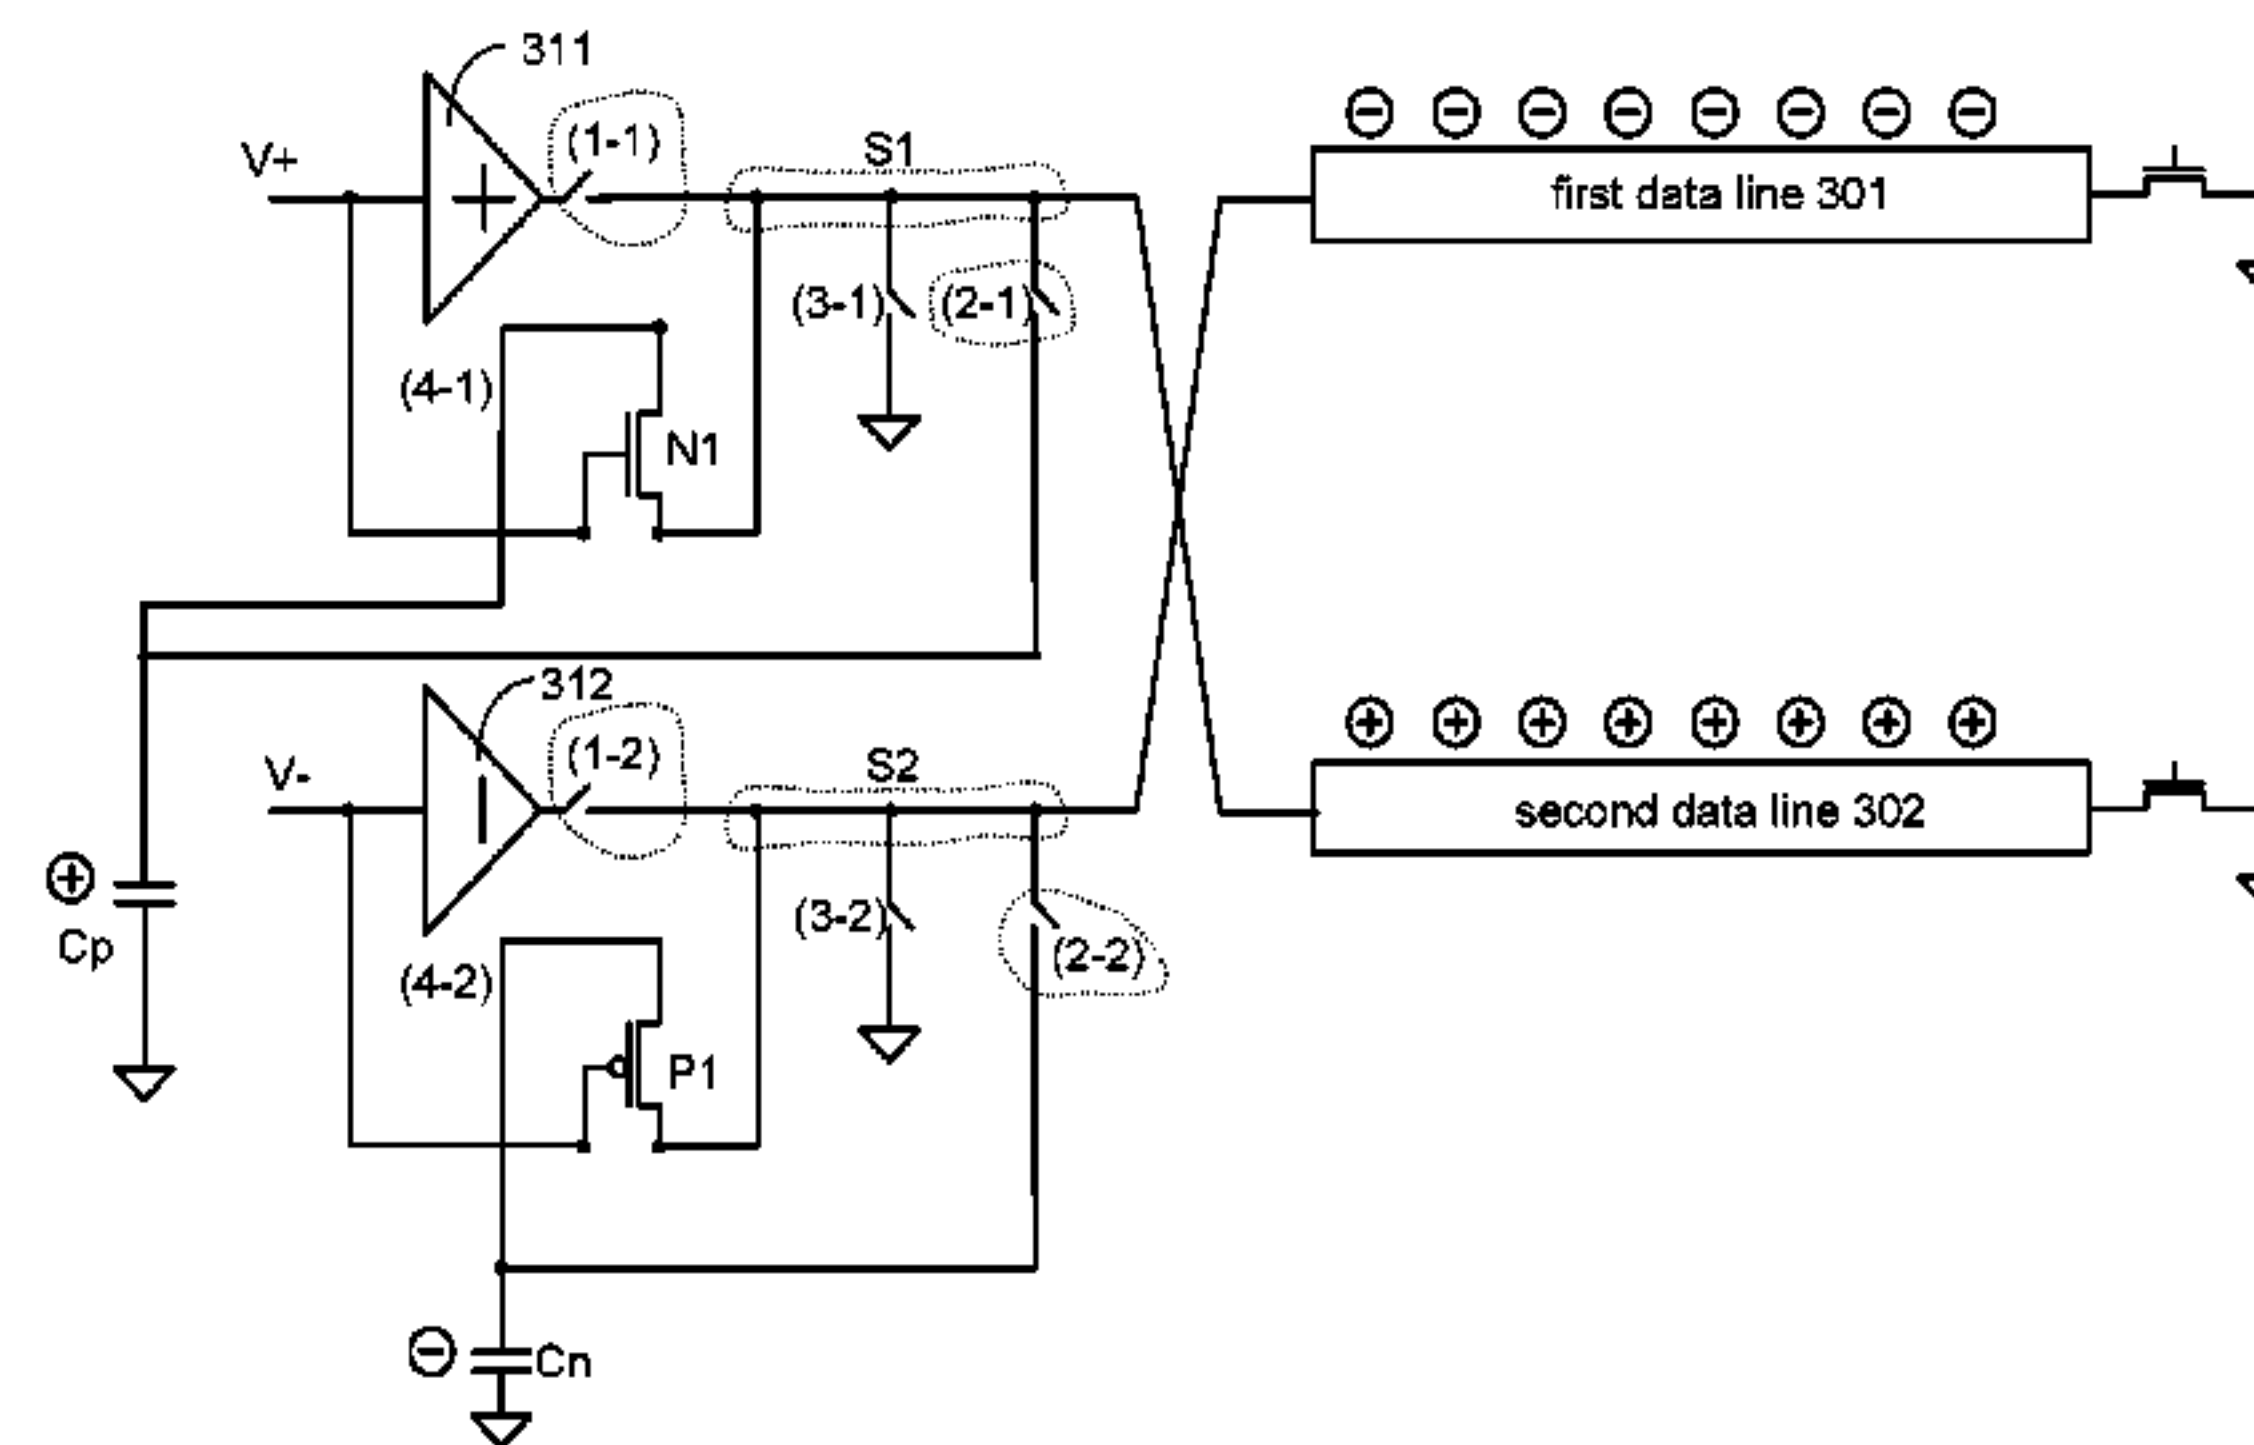 311
(1-1)
S1
V+
first data line 301
(3-1)
(2-1)
(4-1)
N1
312
(1-2)
S2
V-
second data line 302
Cp
(3-2)
(2-2)
(4-2)
P1
Cn